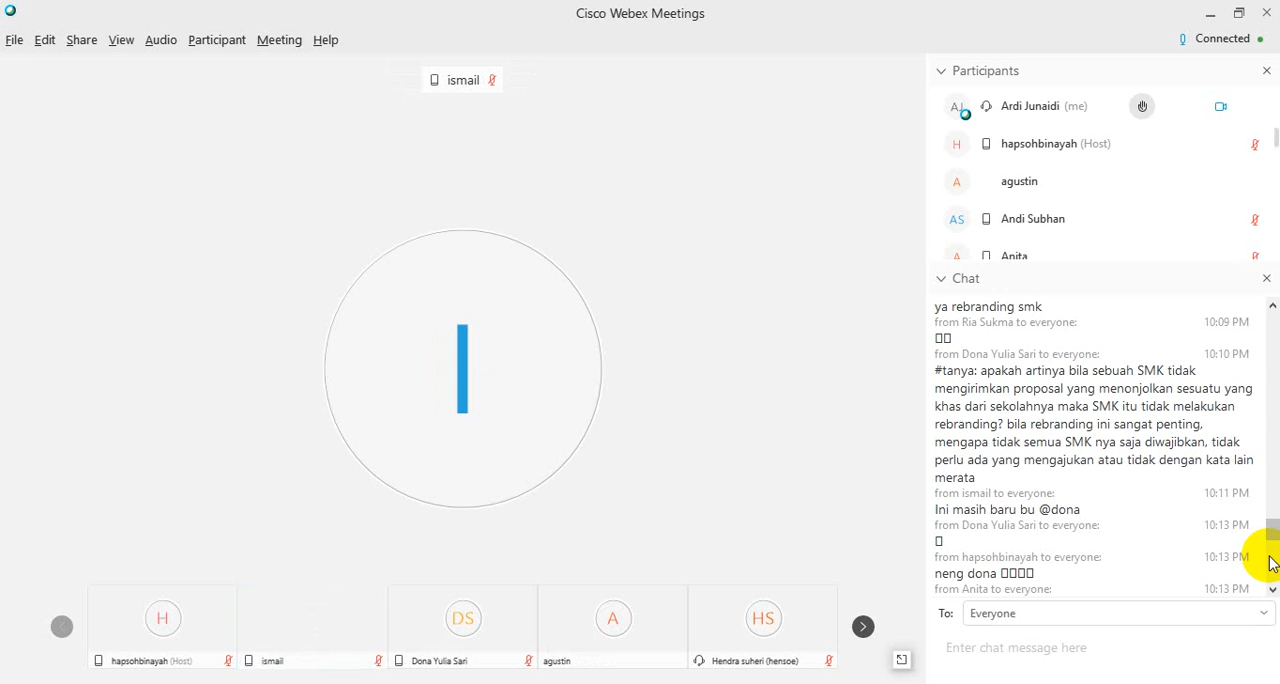 Cisco Webex Meetings
File Edit Share View Audio Participant Meeting Help
Connected
ismail
Participants
AJ Ardi Junaidi (me)
H hapsohbinayah (Host)
A agustin
AS Andi Subhan
A Anita
Chat
ya rebranding smk
from Ria Sukma to everyone: 10:09 PM
from Dona Yulia Sari to everyone: 10:10 PM
#tanya: apakah artinya bila sebuah SMK tidak
mengirimkan proposal yang menonjolkan sesuatu yang
khas dari sekolahnya maka SMK itu tidak melakukan
rebranding? bila rebranding ini sangat penting,
mengapa tidak semua SMK nya saja diwajibkan, tidak
perlu ada yang mengajukan atau tidak dengan kata lain
merata
from ismail to everyone: 10:11 PM
Ini masih baru bu @dona
from Dona Yulia Sari to everyone: 10:13 PM
from hapsohbinayah to everyone: 10:13 PM
neng dona
from Anita to everyone: 10:13 PM
To: Everyone
Enter chat message here
I
H
DS
A
HS
hapsohbinayah (Host)
ismail
Dona Yulia Sari
agustin
Hendra suheri (hensoe)